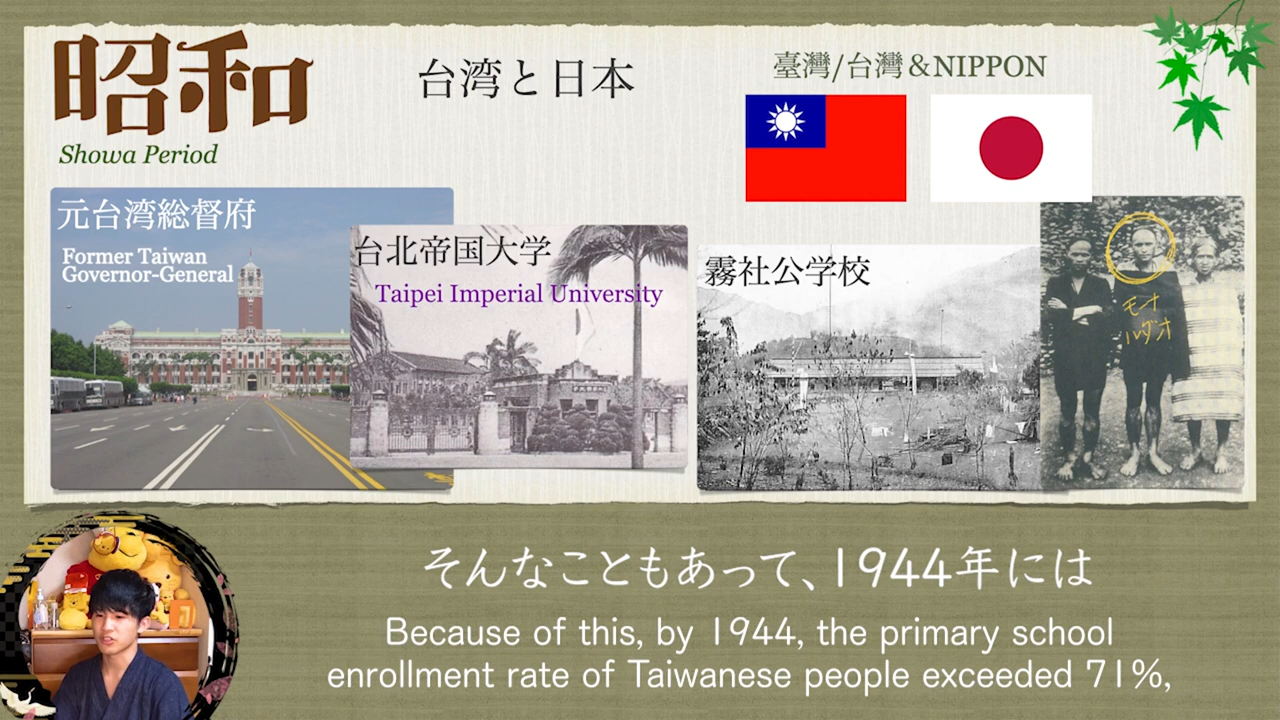 昭和
Showa Period
台湾と日本
臺灣/台灣&NIPPON
元台湾総督府
Former Taiwan
Governor-General
台北帝国大学
Taipei Imperial University
霧社公学校
モナ
ルダオ
そんなこともあって、1944年には
Because of this, by 1944, the primary school
enrollment rate of Taiwanese people exceeded 71%,